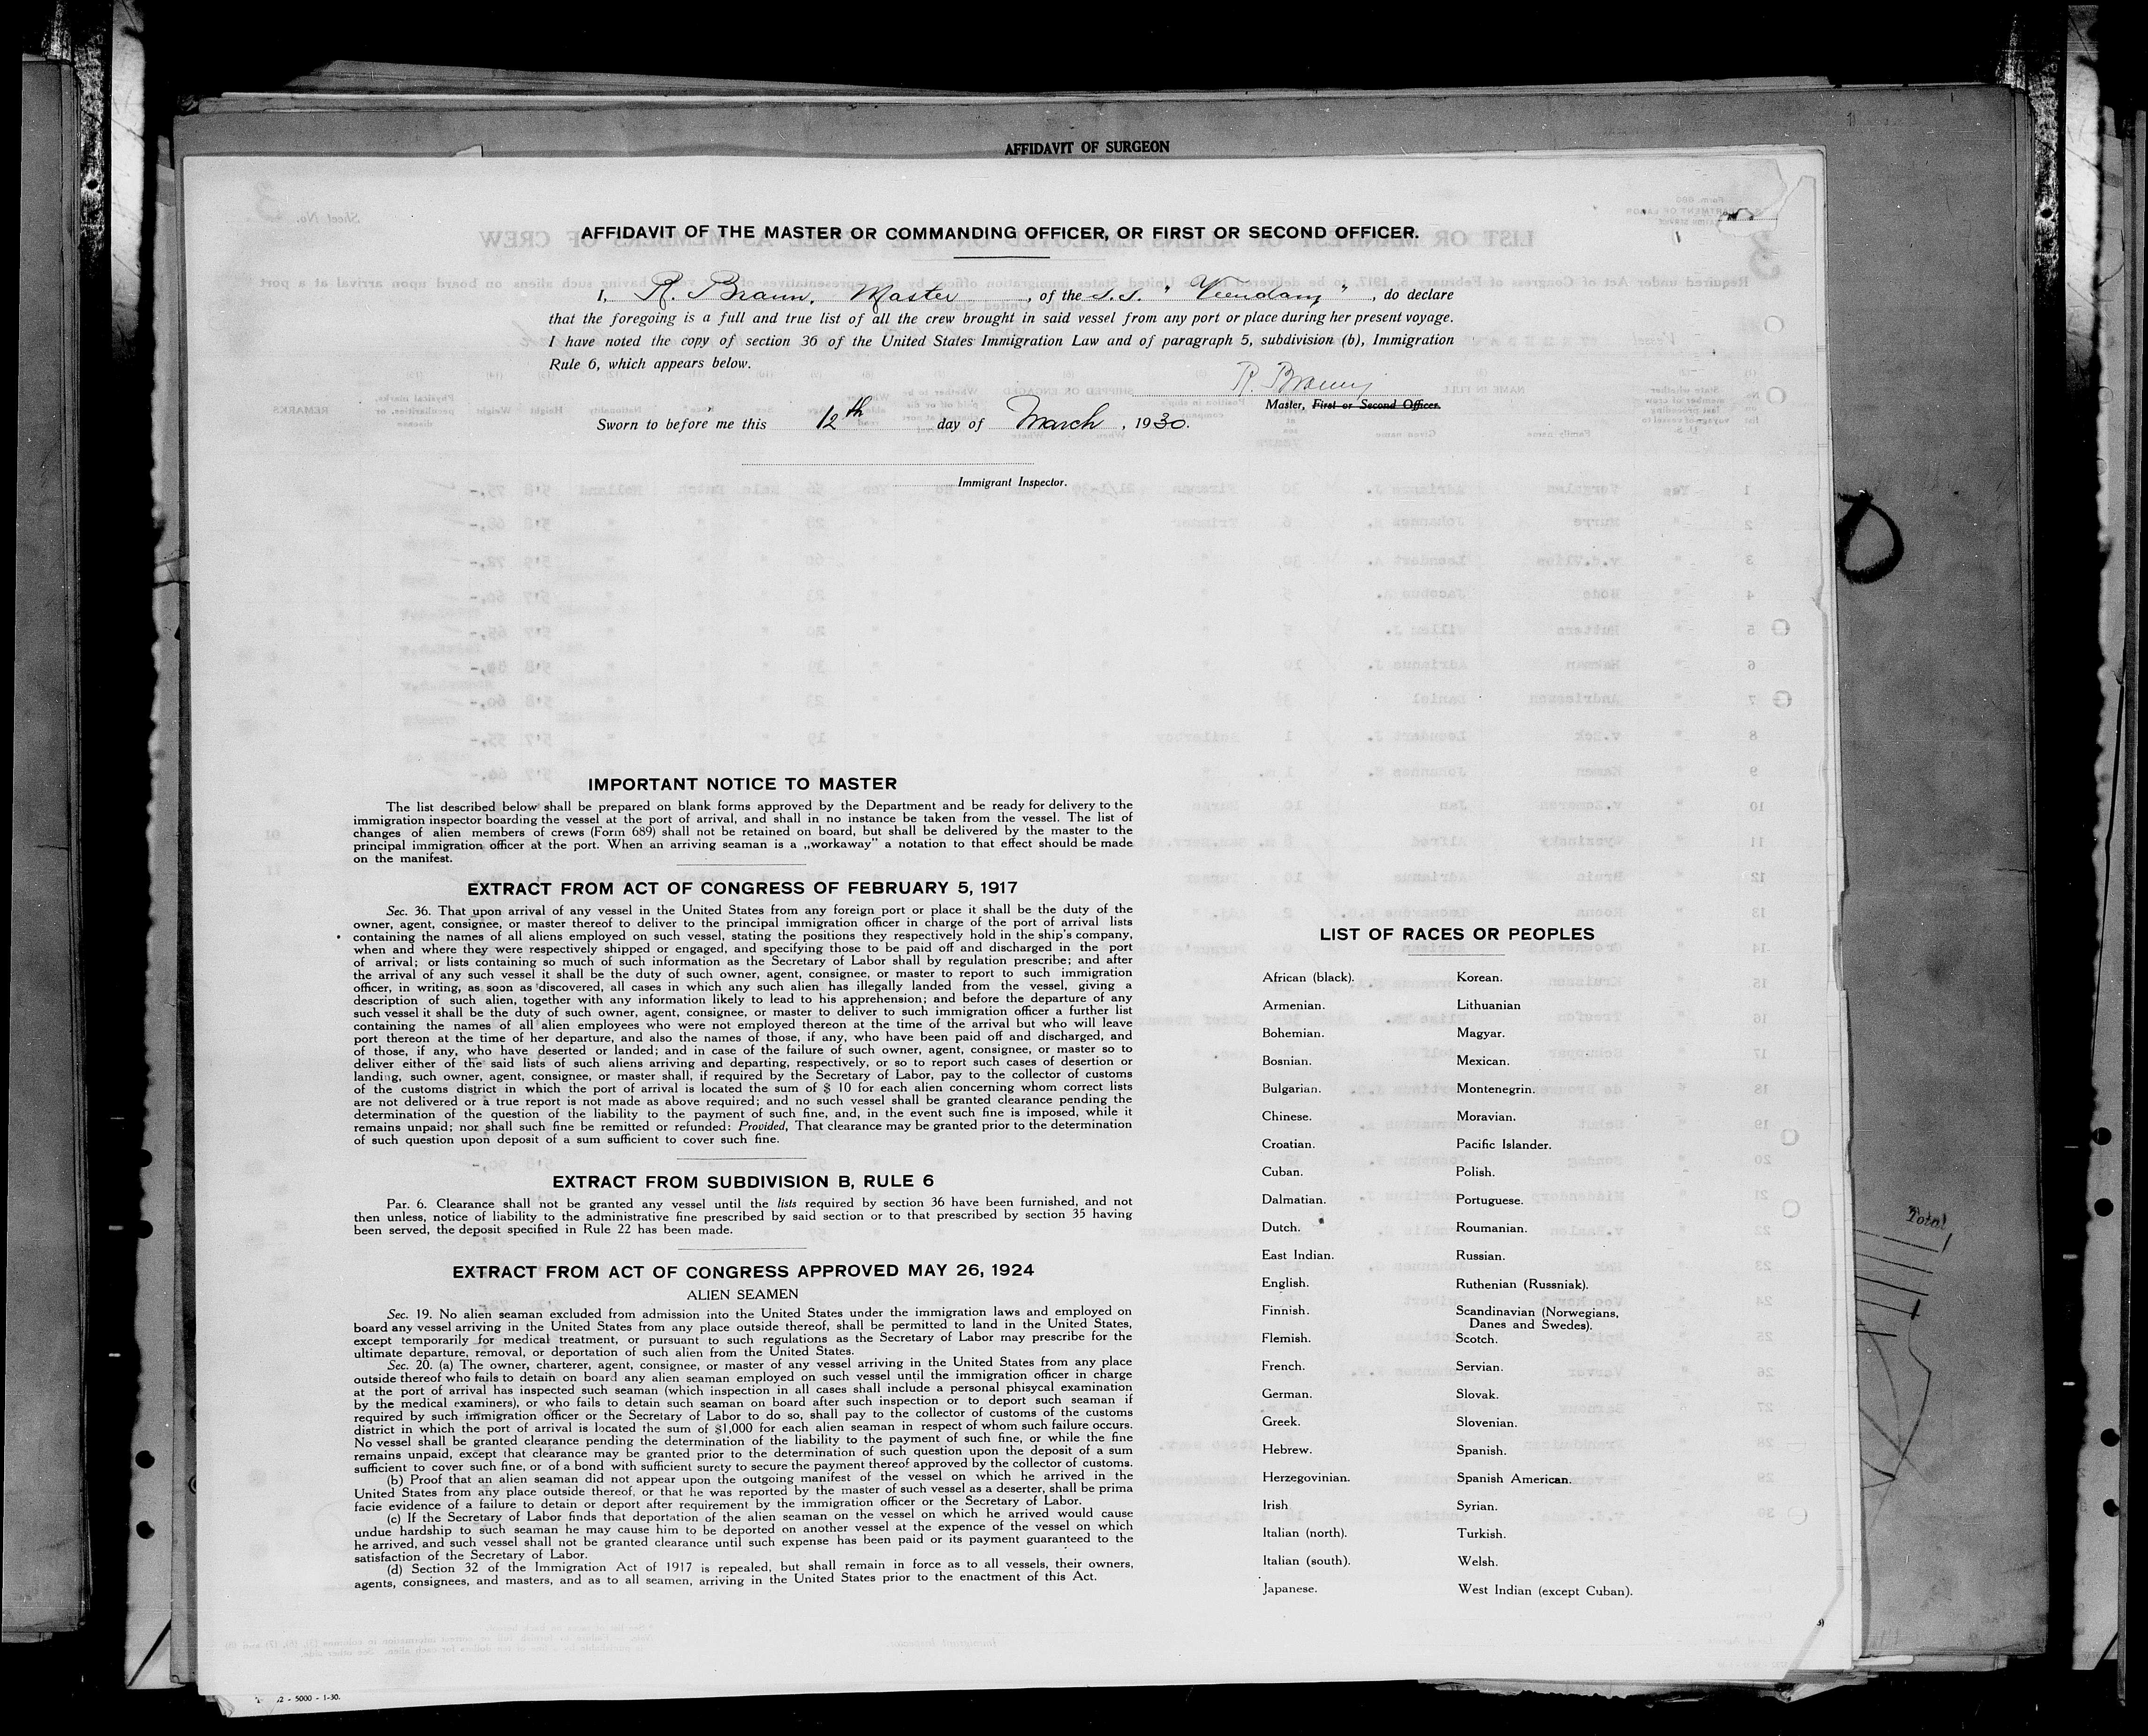 AFFIDAVIT OF SURGEON
AFFIDAVIT OF THE MASTER OR COMMANDING OFFICER, OR FIRST OR SECOND OFFICER.
I, R. Braun, Master, of the S.S. " Veendam ", do declare
that the foregoing is a full and true list of all the crew brought in said vessel from any port or place during her present voyage.
I have noted the copy of section 36 of the United States Immigration Law and of paragraph 5, subdivision (b), Immigration
Rule 6, which appears below.
R. Braun
Master, First or Second Officer.
Sworn to before me this 12th day of March, 1930.
Immigrant Inspector.
IMPORTANT NOTICE TO MASTER
The list described below shall be prepared on blank forms approved by the Department and be ready for delivery to the
immigration inspector boarding the vessel at the port of arrival, and shall in no instance be taken from the vessel. The list of
changes of alien members of crews (Form 689) shall not be retained on board, but shall be delivered by the master to the
principal immigration officer at the port. When an arriving seaman is a „workaway” a notation to that effect should be made
on the manifest.
EXTRACT FROM ACT OF CONGRESS OF FEBRUARY 5, 1917
Sec. 36. That upon arrival of any vessel in the United States from any foreign port or place it shall be the duty of the
owner, agent, consignee, or master thereof to deliver to the principal immigration officer in charge of the port of arrival lists
containing the names of all aliens employed on such vessel, stating the positions they respectively hold in the ship's company,
when and where they were respectively shipped or engaged, and specifying those to be paid off and discharged in the port
of arrival; or lists containing so much of such information as the Secretary of Labor shall by regulation prescribe; and after
the arrival of any such vessel it shall be the duty of such owner, agent, consignee, or master to report to such immigration
officer, in writing, as soon as discovered, all cases in which any such alien has illegally landed from the vessel, giving a
description of such alien, together with any information likely to lead to his apprehension; and before the departure of any
such vessel it shall be the duty of such owner, agent, consignee, or master to deliver to such immigration officer a further list
containing the names of all alien employees who were not employed thereon at the time of the arrival but who will leave
port thereon at the time of her departure, and also the names of those, if any, who have been paid off and discharged, and
of those, if any, who have deserted or landed; and in case of the failure of such owner, agent, consignee, or master so to
deliver either of the said lists of such aliens arriving and departing, respectively, or so to report such cases of desertion or
landing, such owner, agent, consignee, or master shall, if required by the Secretary of Labor, pay to the collector of customs
of the customs district in which the port of arrival is located the sum of $ 10 for each alien concerning whom correct lists
are not delivered or a true report is not made as above required; and no such vessel shall be granted clearance pending the
determination of the question of the liability to the payment of such fine, and, in the event such fine is imposed, while it
remains unpaid; nor shall such fine be remitted or refunded: Provided, That clearance may be granted prior to the determination
of such question upon deposit of a sum sufficient to cover such fine.
EXTRACT FROM SUBDIVISION B, RULE 6
Par. 6. Clearance shall not be granted any vessel until the lists required by section 36 have been furnished, and not
then unless, notice of liability to the administrative fine prescribed by said section or to that prescribed by section 35 having
been served, the deposit specified in Rule 22 has been made.
EXTRACT FROM ACT OF CONGRESS APPROVED MAY 26, 1924
ALIEN SEAMEN
Sec. 19. No alien seaman excluded from admission into the United States under the immigration laws and employed on
board any vessel arriving in the United States from any place outside thereof, shall be permitted to land in the United States,
except temporarily for medical treatment, or pursuant to such regulations as the Secretary of Labor may prescribe for the
ultimate departure, removal, or deportation of such alien from the United States.
Sec. 20. (a) The owner, charterer, agent, consignee, or master of any vessel arriving in the United States from any place
outside thereof who fails to detain on board any alien seaman employed on such vessel until the immigration officer in charge
at the port of arrival has inspected such seaman (which inspection in all cases shall include a personal phisycal examination
by the medical examiners), or who fails to detain such seaman on board after such inspection or to deport such seaman if
required by such immigration officer or the Secretary of Labor to do so, shall pay to the collector of customs of the customs
district in which the port of arrival is located the sum of $1,000 for each alien seaman in respect of whom such failure occurs.
No vessel shall be granted clearance pending the determination of the liability to the payment of such fine, or while the fine
remains unpaid, except that clearance may be granted prior to the determination of such question upon the deposit of a sum
sufficient to cover such fine, or of a bond with sufficient surety to secure the payment thereof approved by the collector of customs.
(b) Proof that an alien seaman did not appear upon the outgoing manifest of the vessel on which he arrived in the
United States from any place outside thereof, or that he was reported by the master of such vessel as a deserter, shall be prima
facie evidence of a failure to detain or deport after requirement by the immigration officer or the Secretary of Labor.
(c) If the Secretary of Labor finds that deportation of the alien seaman on the vessel on which he arrived would cause
undue hardship to such seaman he may cause him to be deported on another vessel at the expence of the vessel on which
he arrived, and such vessel shall not be granted clearance until such expense has been paid or its payment guaranteed to the
satisfaction of the Secretary of Labor.
(d) Section 32 of the Immigration Act of 1917 is repealed, but shall remain in force as to all vessels, their owners,
agents, consignees, and masters, and as to all seamen, arriving in the United States prior to the enactment of this Act.
LIST OF RACES OR PEOPLES
African (black).
Armenian.
Bohemian.
Bosnian.
Bulgarian.
Chinese.
Croatian.
Cuban.
Dalmatian.
Dutch.
East Indian.
English.
Finnish.
Flemish.
French.
German.
Greek.
Hebrew.
Herzegovinian.
Irish
Italian (north).
Italian (south).
Japanese.
Korean.
Lithuanian
Magyar.
Mexican.
Montenegrin.
Moravian.
Pacific Islander.
Polish.
Portuguese.
Roumanian.
Russian.
Ruthenian (Russniak).
Scandinavian (Norwegians,
Danes and Swedes).
Scotch.
Servian.
Slovak.
Slovenian.
Spanish.
Spanish American.
Syrian.
Turkish.
Welsh.
West Indian (except Cuban).
Total
2 - 5000 - 1-30.